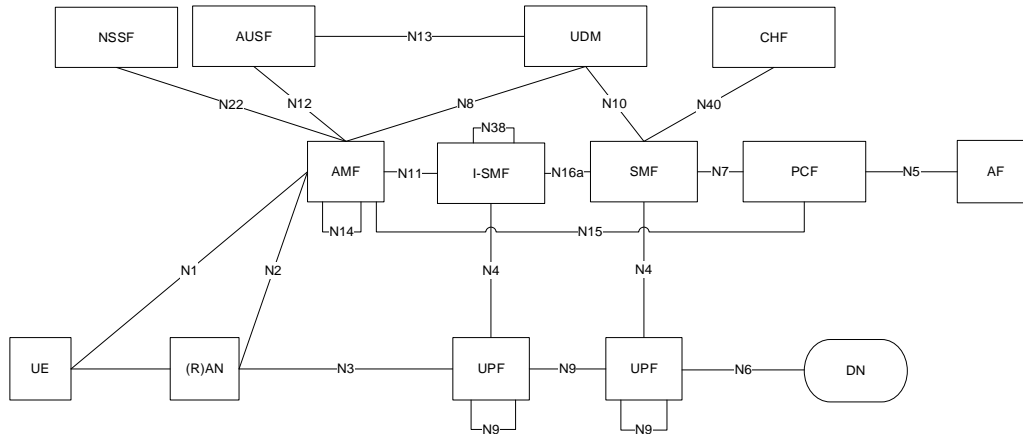 NSSF
AUSF
N13
UDM
CHF
N22
N12
N8
N10
N40
N38
AMF
N11
I-SMF
N16a
SMF
N7
PCF
N5
AF
N14
N15
N1
N2
N4
N4
UE
(R)AN
N3
UPF
N9
UPF
N6
DN
N9
N9